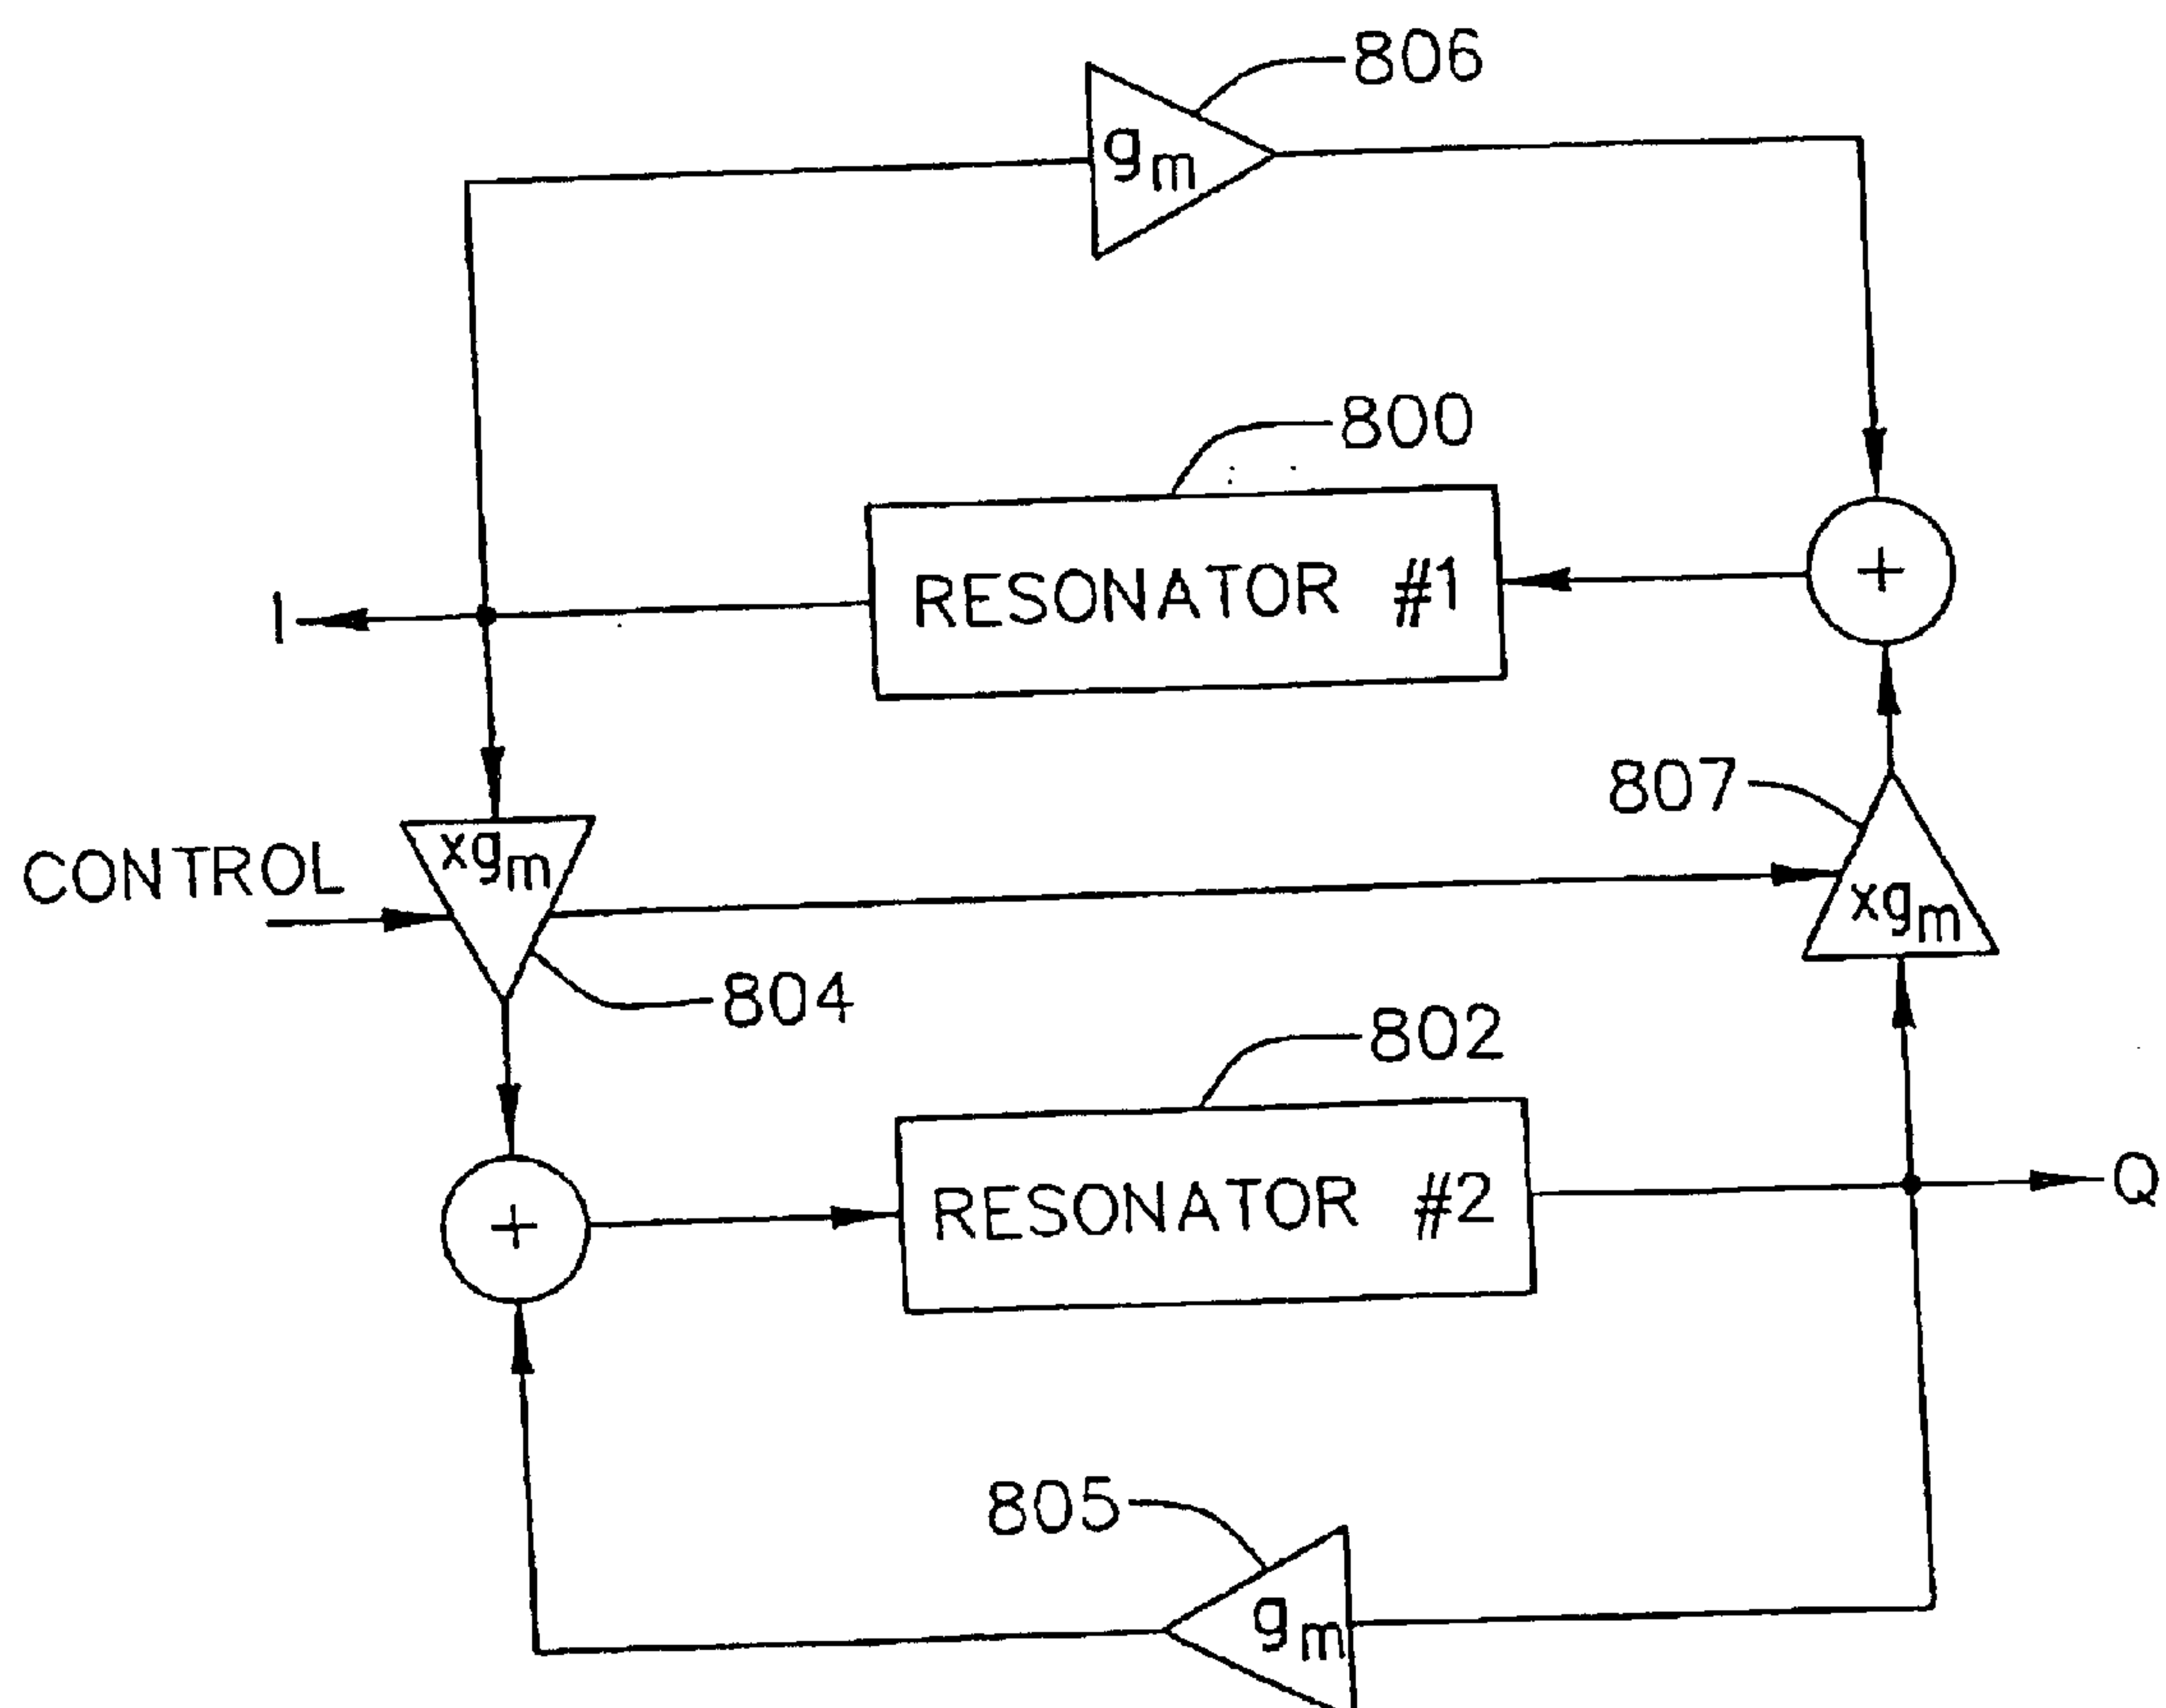 806
gm
800
RESONATOR #1
+
I
807
CONTROL
xgm
xgm
804
802
RESONATOR #2
+
Q
805
gm